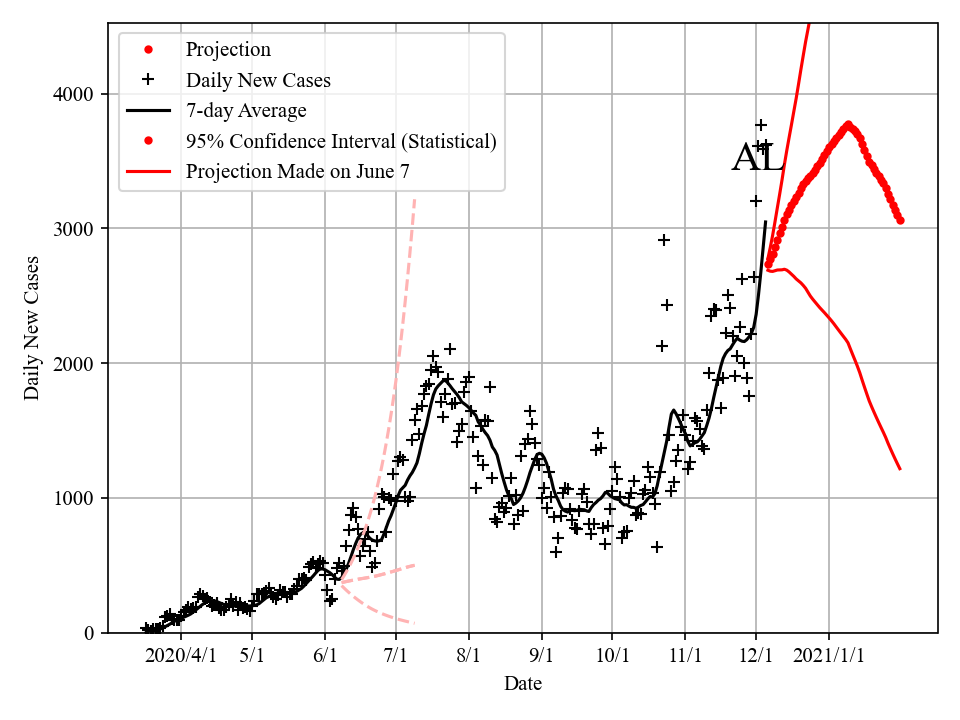 Projection
Daily New Cases
7-day Average
95% Confidence Interval (Statistical)
Projection Made on June 7
AL
Daily New Cases
4000
3000
2000
1000
0
2020/4/1 5/1 6/1 7/1 8/1 9/1 10/1 11/1 12/1 2021/1/1
Date